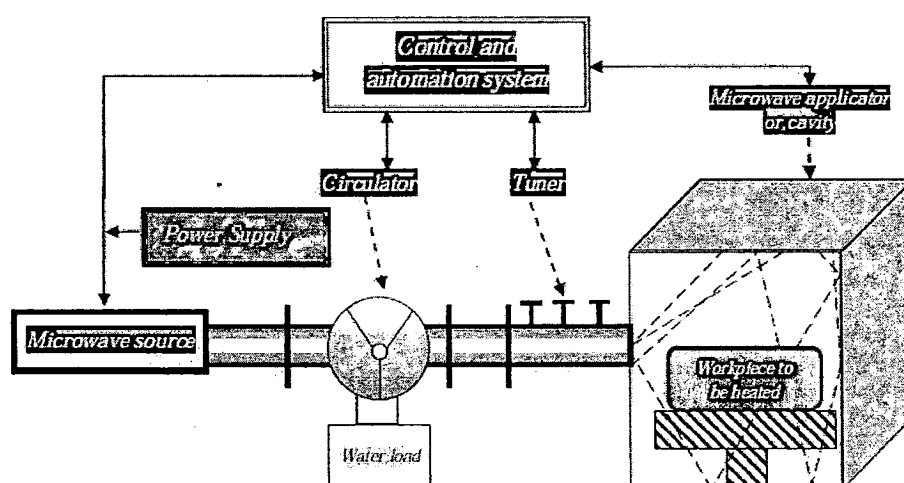 Control and
automation system
Microwave applicator
or cavity
Circulator
Tuner
Power Supply
Microwave source
Workpiece to
be heated
Water load